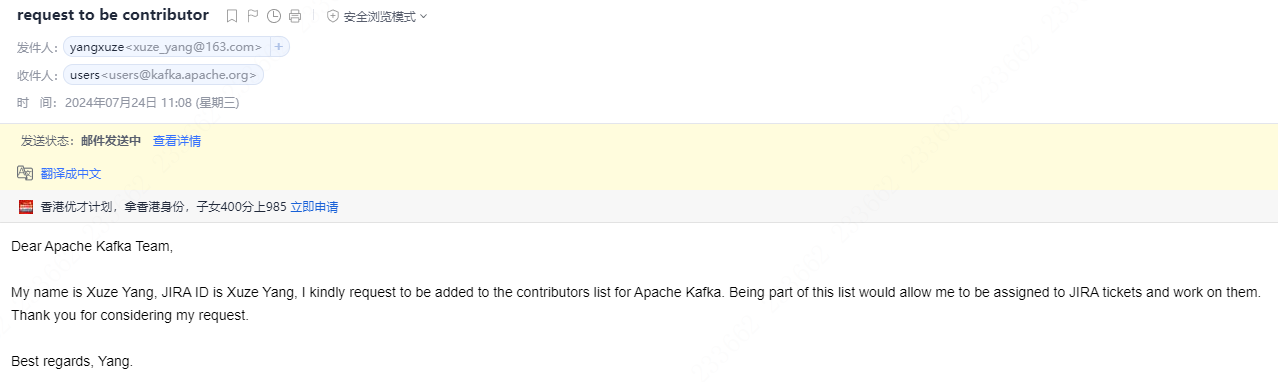 request to be contributor 安全浏览模式
发件人： yangxuze<xuze_yang@163.com> +
收件人： users<users@kafka.apache.org>
时 间： 2024年07月24日 11:08 (星期三)
发送状态： 邮件发送中 查看详情
翻译成中文
香港优才计划，拿香港身份，子女400分上985 立即申请
Dear Apache Kafka Team,
My name is Xuze Yang, JIRA ID is Xuze Yang, I kindly request to be added to the contributors list for Apache Kafka. Being part of this list would allow me to be assigned to JIRA tickets and work on them.
Thank you for considering my request.
Best regards, Yang.